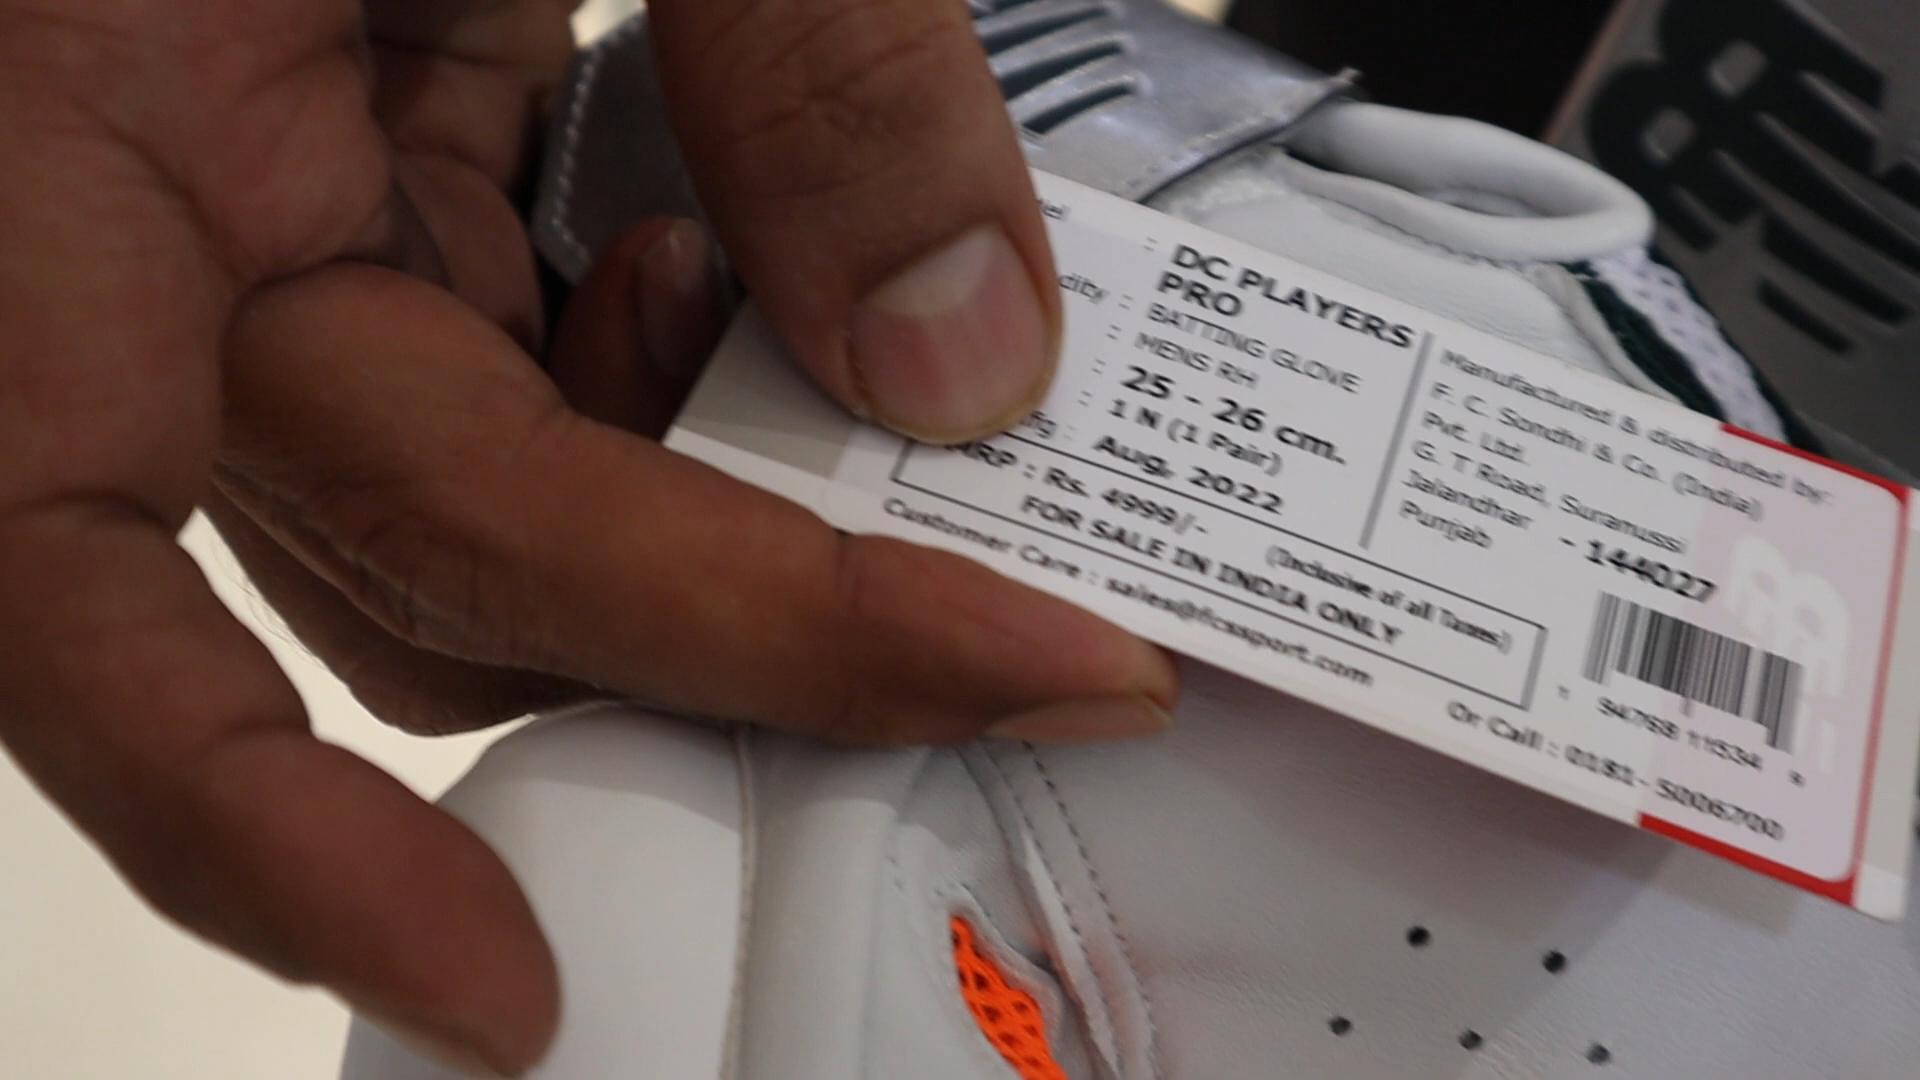 : DC PLAYERS
PRO
: BATTING GLOVE
: MENS RH
: 25 - 26 cm.
: 1 N (1 Pair)
: Aug, 2022
MRP : Rs. 4999/-
(Inclusive of all Taxes)
FOR SALE IN INDIA ONLY
Customer Care : sales@fcssport.com
Or Call : 0181- 5006700
Manufactured & distributed by:
F. C. Sondhi & Co. (India)
Pvt. Ltd.
G. T Road, Suranussi
Jalandhar - 144027
Punjab